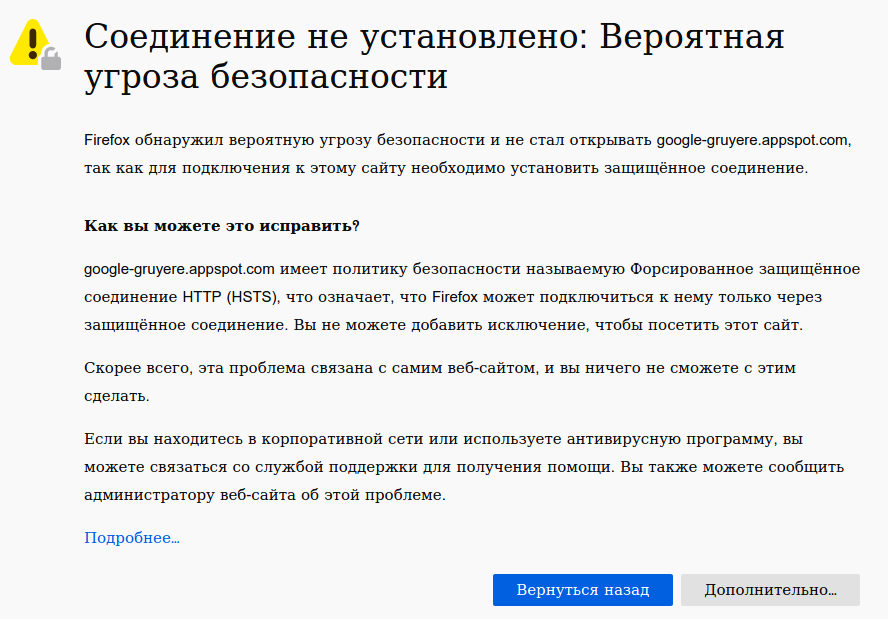 Соединение не установлено: Вероятная
угроза безопасности
Firefox обнаружил вероятную угрозу безопасности и не стал открывать google-gruyere.appspot.com,
так как для подключения к этому сайту необходимо установить защищённое соединение.
Как вы можете это исправить?
google-gruyere.appspot.com имеет политику безопасности называемую Форсированное защищённое
соединение HTTP (HSTS), что означает, что Firefox может подключиться к нему только через
защищённое соединение. Вы не можете добавить исключение, чтобы посетить этот сайт.
Скорее всего, эта проблема связана с самим веб-сайтом, и вы ничего не сможете с этим
сделать.
Если вы находитесь в корпоративной сети или используете антивирусную программу, вы
можете связаться со службой поддержки для получения помощи. Вы также можете сообщить
администратору веб-сайта об этой проблеме.
Подробнее…
Вернуться назад
Дополнительно…